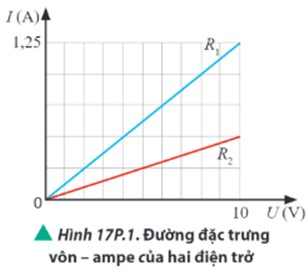 I (A)
1,25
R₁
R₂
0
10 U (V)
▲ Hình 17P.1. Đường đặc trưng
vôn – ampe của hai điện trở